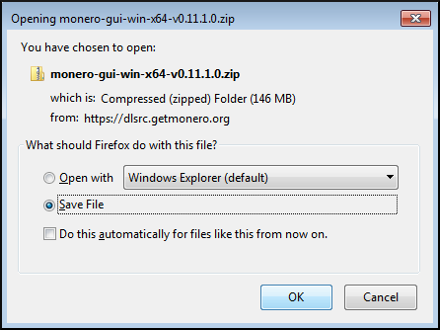 Opening monero-gui-win-x64-v0.11.1.0.zip
You have chosen to open:
monero-gui-win-x64-v0.11.1.0.zip
which is: Compressed (zipped) Folder (146 MB)
from: https://dlsrc.getmonero.org
What should Firefox do with this file?
Open with Windows Explorer (default)
Save File
Do this automatically for files like this from now on.
OK Cancel